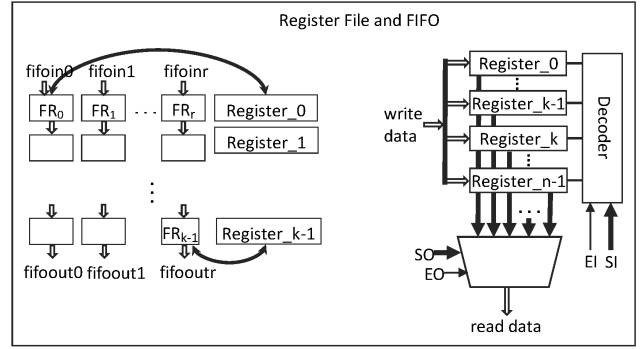 Register File and FIFO
fifoin0 fifoin1 fifoinr
FR0 FR1 ... FRr Register_0
Register_1
⋮
FRk-1 Register_k-1
fifoout0 fifoout1 fifooutr
write
data
Register_0
⋮
Register_k-1
Register_k
⋮
Register_n-1
...
Decoder
SO
EO
EI SI
read data